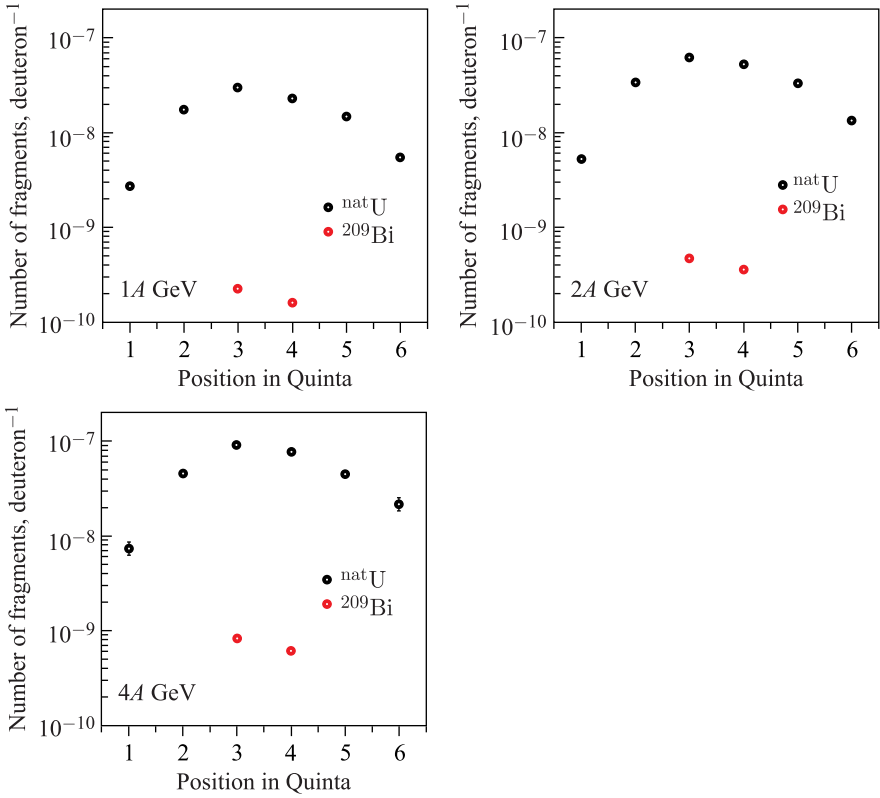 Number of fragments, deuteron⁻¹
10⁻⁷
10⁻⁸
10⁻⁹
10⁻¹⁰
ⁿᵃᵗU
²⁰⁹Bi
1A GeV
1 2 3 4 5 6
Position in Quinta
Number of fragments, deuteron⁻¹
10⁻⁷
10⁻⁸
10⁻⁹
10⁻¹⁰
ⁿᵃᵗU
²⁰⁹Bi
2A GeV
1 2 3 4 5 6
Position in Quinta
Number of fragments, deuteron⁻¹
10⁻⁷
10⁻⁸
10⁻⁹
10⁻¹⁰
ⁿᵃᵗU
²⁰⁹Bi
4A GeV
1 2 3 4 5 6
Position in Quinta